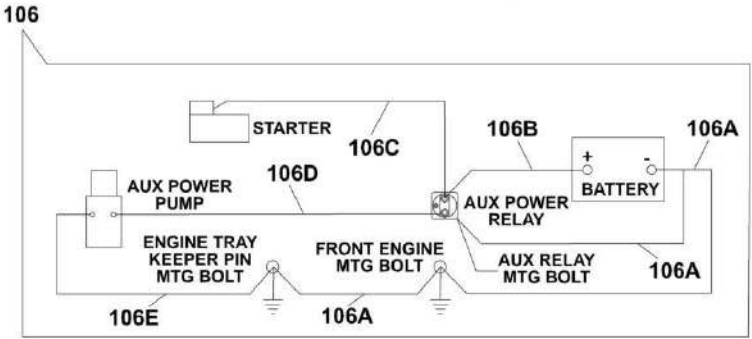 106
STARTER
106C
106B
106A
+
-
BATTERY
106D
AUX POWER
PUMP
AUX POWER
RELAY
ENGINE TRAY
KEEPER PIN
MTG BOLT
FRONT ENGINE
MTG BOLT
AUX RELAY
MTG BOLT
106A
106E
106A